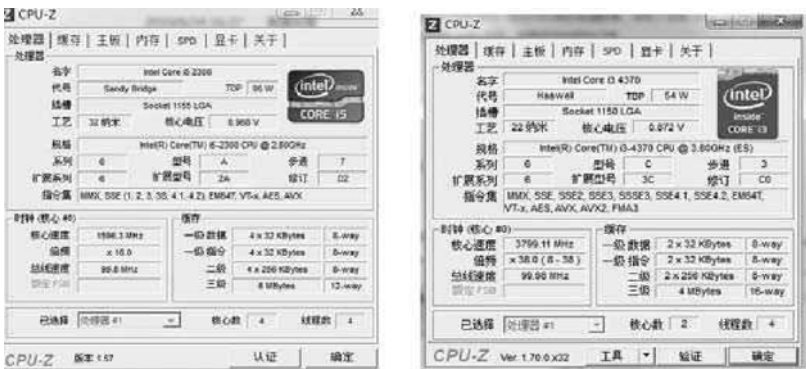 CPU-Z
处理器 缓存 主板 内存 SPD 显卡 关于
处理器
名字 Intel Core i5 2300
代号 Sandy Bridge TDP 95 W
插槽 Socket 1155 LGA
工艺 32 纳米 核心电压 0.960 V
规格 Intel(R) Core(TM) i5-2300 CPU @ 2.80GHz
系列 6 型号 A 步进 7
扩展系列 6 扩展型号 2A 修订 D2
指令集 MMX, SSE (1, 2, 3, 3S, 4.1, 4.2), EM64T, VT-x, AES, AVX
时钟 (核心 #0) 缓存
核心速度 1596.3 MHz 一级 数据 4 x 32 KBytes 8-way
倍频 x 16.0 一级 指令 4 x 32 KBytes 8-way
总线速度 99.8 MHz 二级 4 x 256 KBytes 8-way
额定 FSB 三级 6 MBytes 12-way
已选择 处理器 #1 核心数 4 线程数 4
CPU-Z 版本 1.57 认证 确定
intel inside
CORE i5
CPU-Z
处理器 缓存 主板 内存 SPD 显卡 关于
处理器
名字 Intel Core i3 4370
代号 Haswell TDP 54 W
插槽 Socket 1150 LGA
工艺 22 纳米 核心电压 0.872 V
规格 Intel(R) Core(TM) i3-4370 CPU @ 3.80GHz (ES)
系列 6 型号 C 步进 3
扩展系列 6 扩展型号 3C 修订 C0
指令集 MMX, SSE, SSE2, SSE3, SSSE3, SSE4.1, SSE4.2, EM64T,
VT-x, AES, AVX, AVX2, FMA3
时钟 (核心 #0) 缓存
核心速度 3799.11 MHz 一级 数据 2 x 32 KBytes 8-way
倍频 x 38.0 ( 8 - 38 ) 一级 指令 2 x 32 KBytes 8-way
总线速度 99.98 MHz 二级 2 x 256 KBytes 8-way
额定 FSB 三级 4 MBytes 16-way
已选择 处理器 #1 核心数 2 线程数 4
CPU-Z Ver. 1.70.0.x32 工具 验证 确定
intel inside
CORE i3